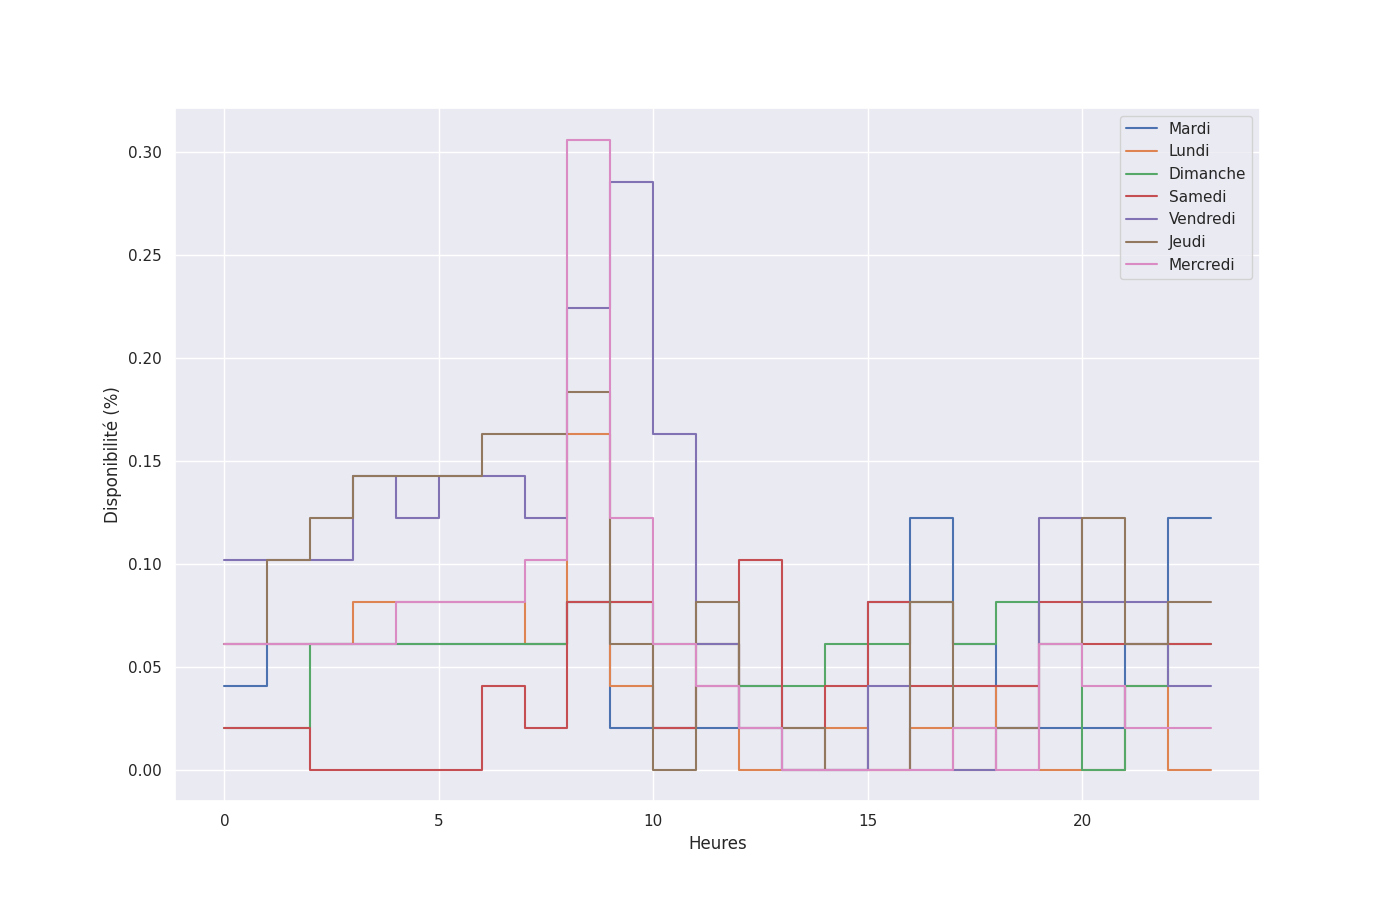 Mardi
Lundi
Dimanche
Samedi
Vendredi
Jeudi
Mercredi
0.30
0.25
0.20
0.15
0.10
0.05
0.00
Disponibilité (%)
0 5 10 15 20
Heures